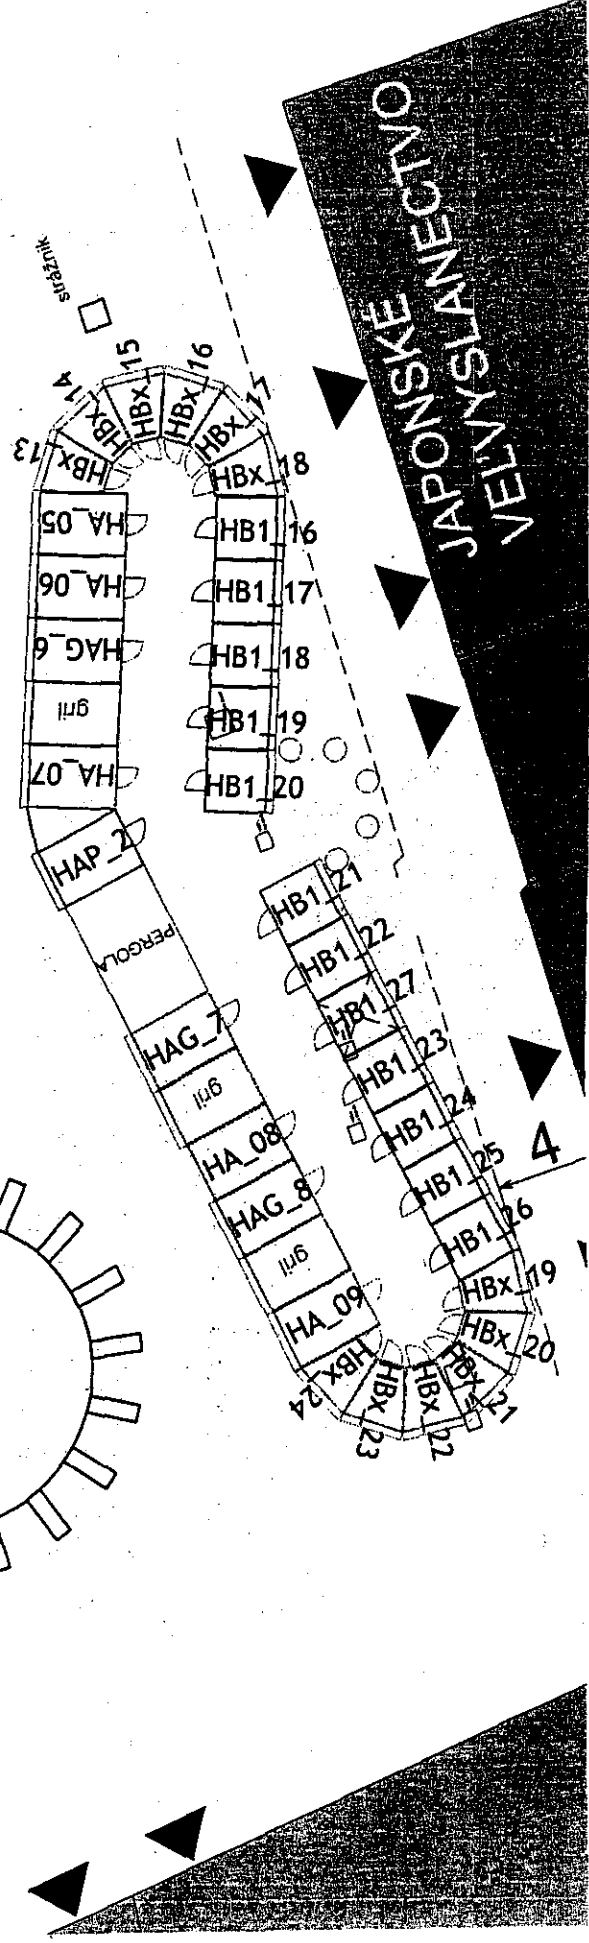 JAPONSKÉ
VEĽVYSLANECTVO
strážnik
HBx_13
HBx_14
HBx_15
HBx_16
HBx_17
HBx_18
HA_05
HA_06
HAG_6
gril
HA_07
HAP_2
PERGOLA
HAG_7
gril
HA_08
HAG_8
gril
HA_09
HB1_16
HB1_17
HB1_18
HB1_19
HB1_20
HB1_21
HB1_22
HB1_27
HB1_23
HB1_24
HB1_25
HB1_26
4
HBx_19
HBx_20
HBx_21
HBx_22
HBx_23
HBx_24